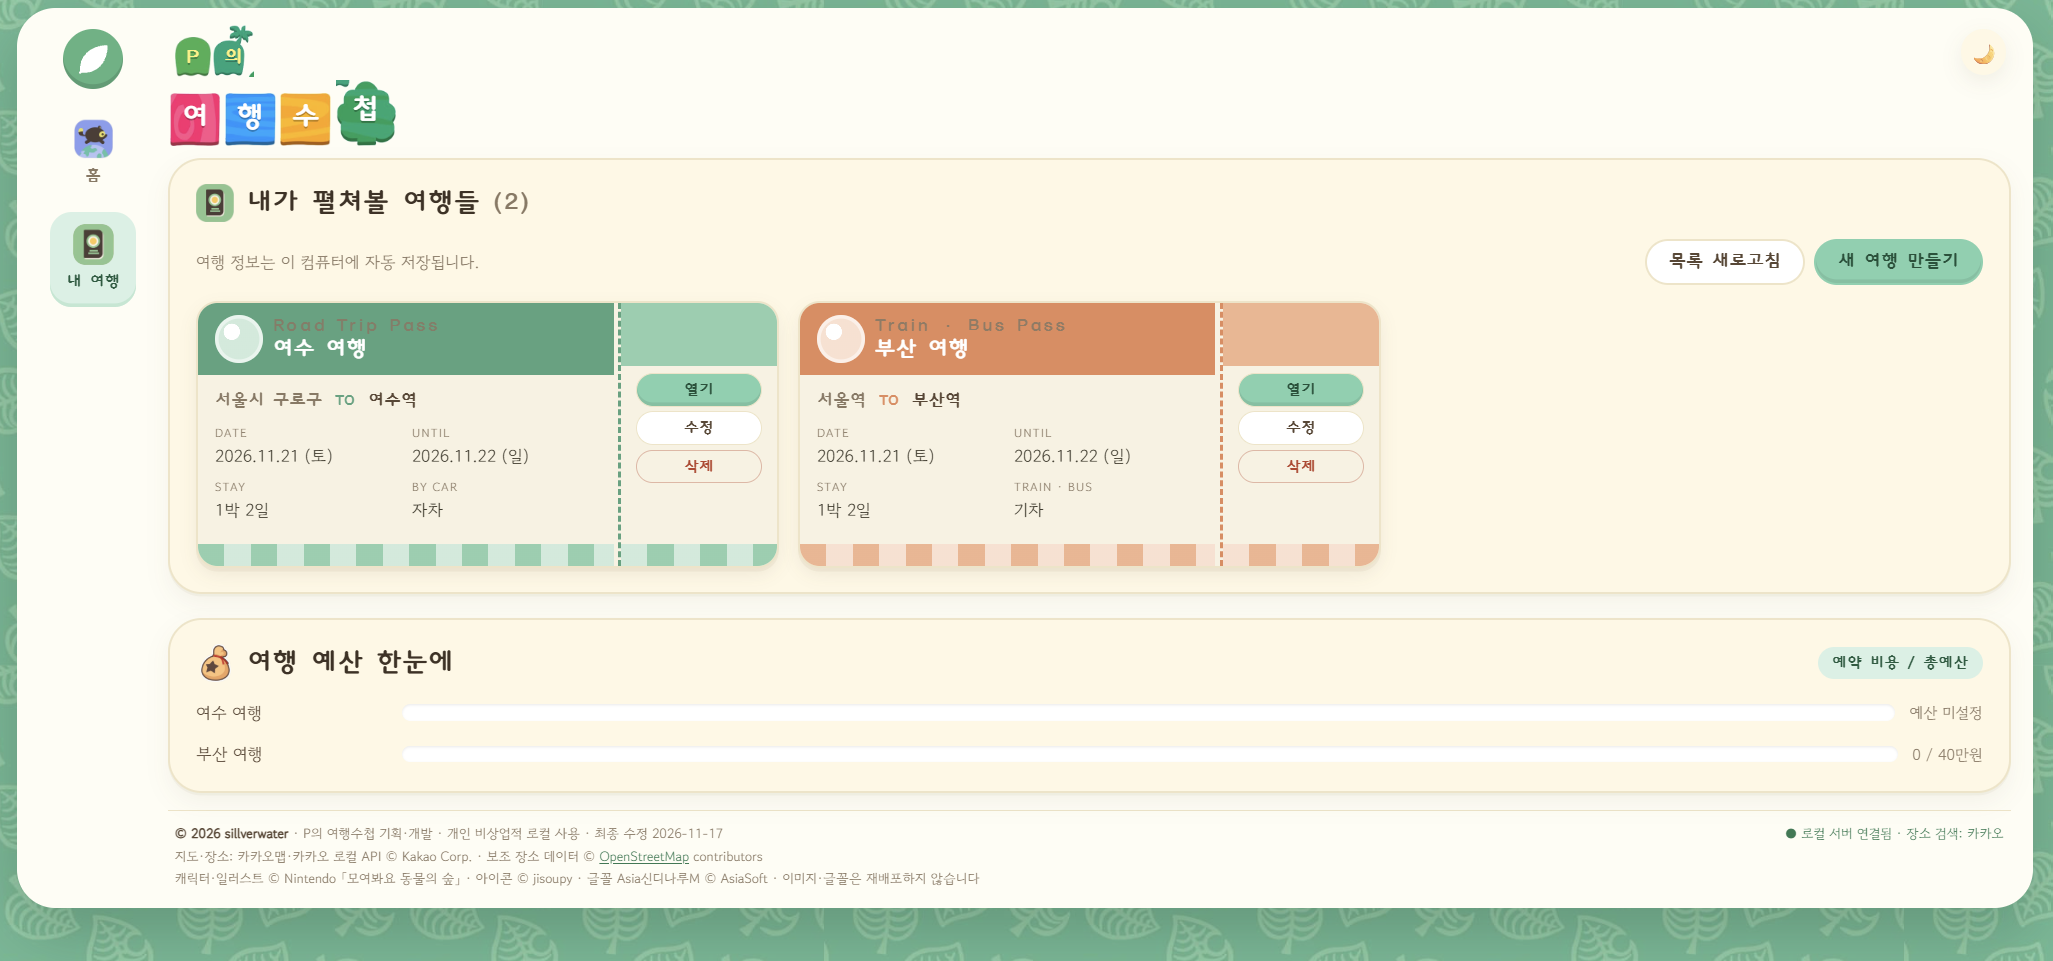 P의
여행수첩
홈
내 여행
내가 펼쳐볼 여행들 (2)
여행 정보는 이 컴퓨터에 자동 저장됩니다.
목록 새로고침
새 여행 만들기
Road Trip Pass
여수 여행
서울시 구로구 TO 여수역
DATE
2026.11.21 (토)
UNTIL
2026.11.22 (일)
STAY
1박 2일
BY CAR
자차
열기
수정
삭제
Train · Bus Pass
부산 여행
서울역 TO 부산역
DATE
2026.11.21 (토)
UNTIL
2026.11.22 (일)
STAY
1박 2일
TRAIN · BUS
기차
열기
수정
삭제
여행 예산 한눈에
예약 비용 / 총예산
여수 여행
예산 미설정
부산 여행
0 / 40만원
© 2026 sillverwater · P의 여행수첩 기획·개발 · 개인 비상업적 로컬 사용 · 최종 수정 2026-11-17
● 로컬 서버 연결됨 · 장소 검색: 카카오
지도·장소: 카카오맵·카카오 로컬 API © Kakao Corp. · 보조 장소 데이터 © OpenStreetMap contributors
캐릭터·일러스트 © Nintendo 「모여봐요 동물의 숲」 · 아이콘 © jisoupy · 글꼴 Asia신디나루M © AsiaSoft · 이미지·글꼴은 재배포하지 않습니다